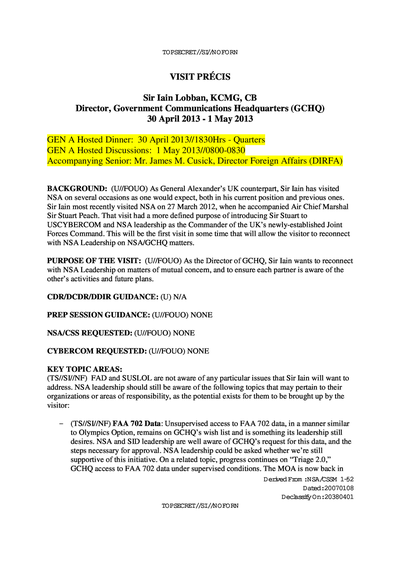 TOPSECRET//SI//NOFORN
VISIT PRÉCIS
Sir Iain Lobban, KCMG, CB
Director, Government Communications Headquarters (GCHQ)
30 April 2013 - 1 May 2013
GEN A Hosted Dinner: 30 April 2013//1830Hrs - Quarters
GEN A Hosted Discussions: 1 May 2013//0800-0830
Accompanying Senior: Mr. James M. Cusick, Director Foreign Affairs (DIRFA)
BACKGROUND: (U//FOUO) As General Alexander's UK counterpart, Sir Iain has visited
NSA on several occasions as one would expect, both in his current position and previous ones.
Sir Iain most recently visited NSA on 27 March 2012, when he accompanied Air Chief Marshal
Sir Stuart Peach. That visit had a more defined purpose of introducing Sir Stuart to
USCYBERCOM and NSA leadership as the Commander of the UK's newly-established Joint
Forces Command. This will be the first visit in some time that will allow the visitor to reconnect
with NSA Leadership on NSA/GCHQ matters.
PURPOSE OF THE VISIT: (U//FOUO) As the Director of GCHQ, Sir Iain wants to reconnect
with NSA Leadership on matters of mutual concern, and to ensure each partner is aware of the
other's activities and future plans.
CDR/DCDR/DDIR GUIDANCE: (U) N/A
PREP SESSION GUIDANCE: (U//FOUO) NONE
NSA/CSS REQUESTED: (U//FOUO) NONE
CYBERCOM REQUESTED: (U//FOUO) NONE
KEY TOPIC AREAS:
(TS//SI//NF) FAD and SUSLOL are not aware of any particular issues that Sir Iain will want to
address. NSA leadership should still be aware of the following topics that may pertain to their
organizations or areas of responsibility, as the potential exists for them to be brought up by the
visitor:
– (TS//SI//NF) FAA 702 Data: Unsupervised access to FAA 702 data, in a manner similar
to Olympics Option, remains on GCHQ's wish list and is something its leadership still
desires. NSA and SID leadership are well aware of GCHQ's request for this data, and the
steps necessary for approval. NSA leadership could be asked whether we're still
supportive of this initiative. On a related topic, progress continues on "Triage 2.0,"
GCHQ access to FAA 702 data under supervised conditions. The MOA is now back in
Derived From :NSA/CSSM 1-52
Dated:20070108
Declassify On:20380401
TOPSECRET//SI//NOFORN